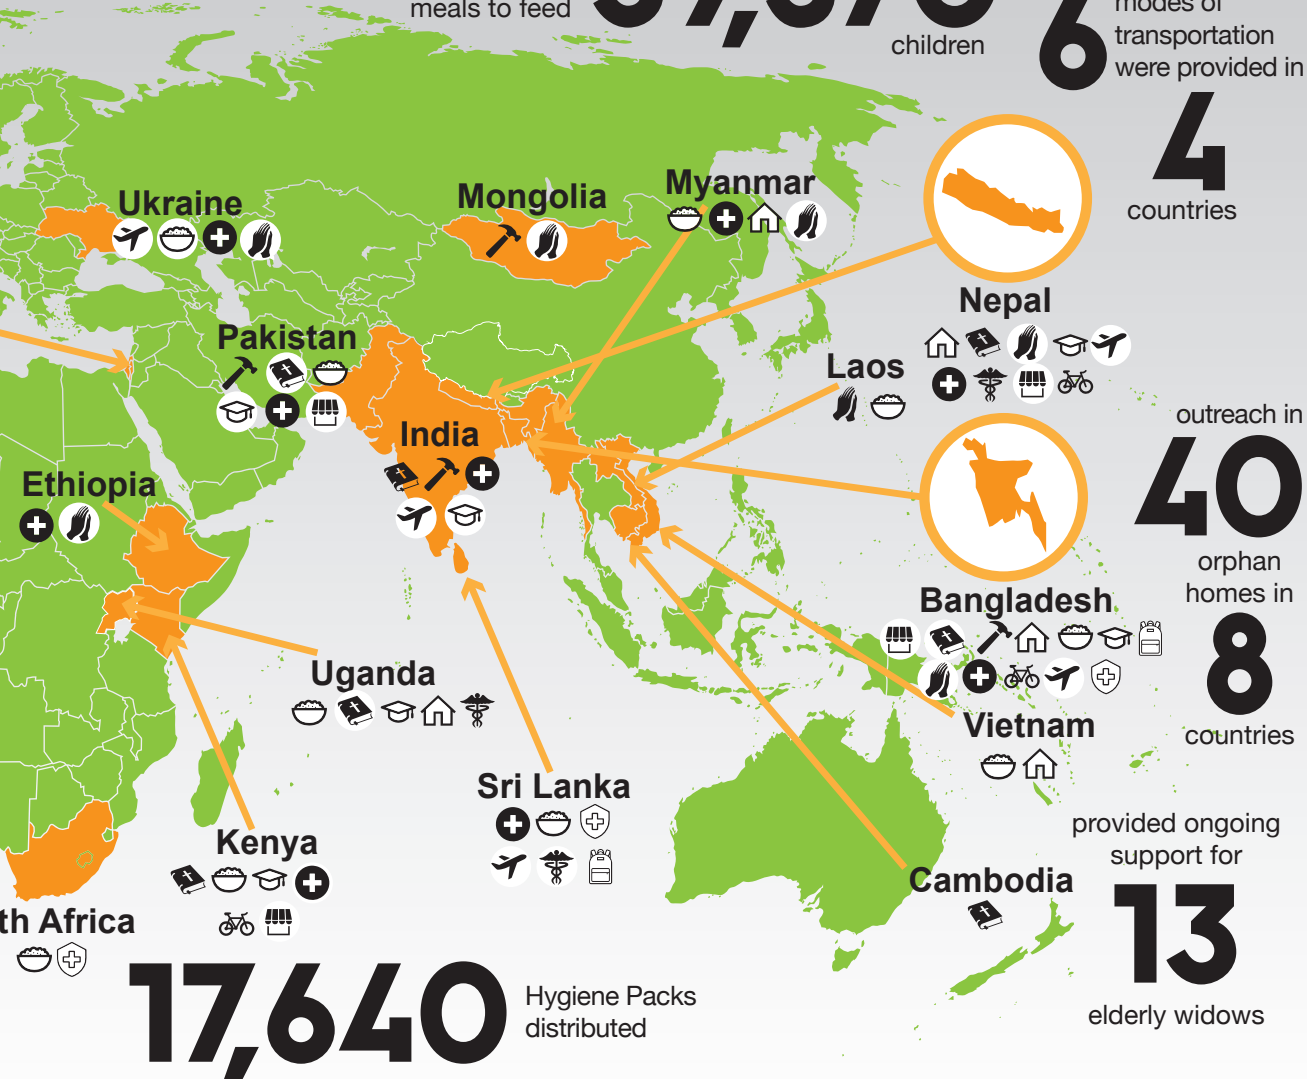 meals to feed
children
6
modes of
transportation
were provided in
4
countries
Ukraine
Mongolia
Myanmar
Nepal
Pakistan
Laos
India
outreach in
40
orphan
homes in
8
countries
Ethiopia
Bangladesh
Uganda
Vietnam
Sri Lanka
Kenya
provided ongoing
support for
13
elderly widows
Cambodia
th Africa
17,640
Hygiene Packs
distributed